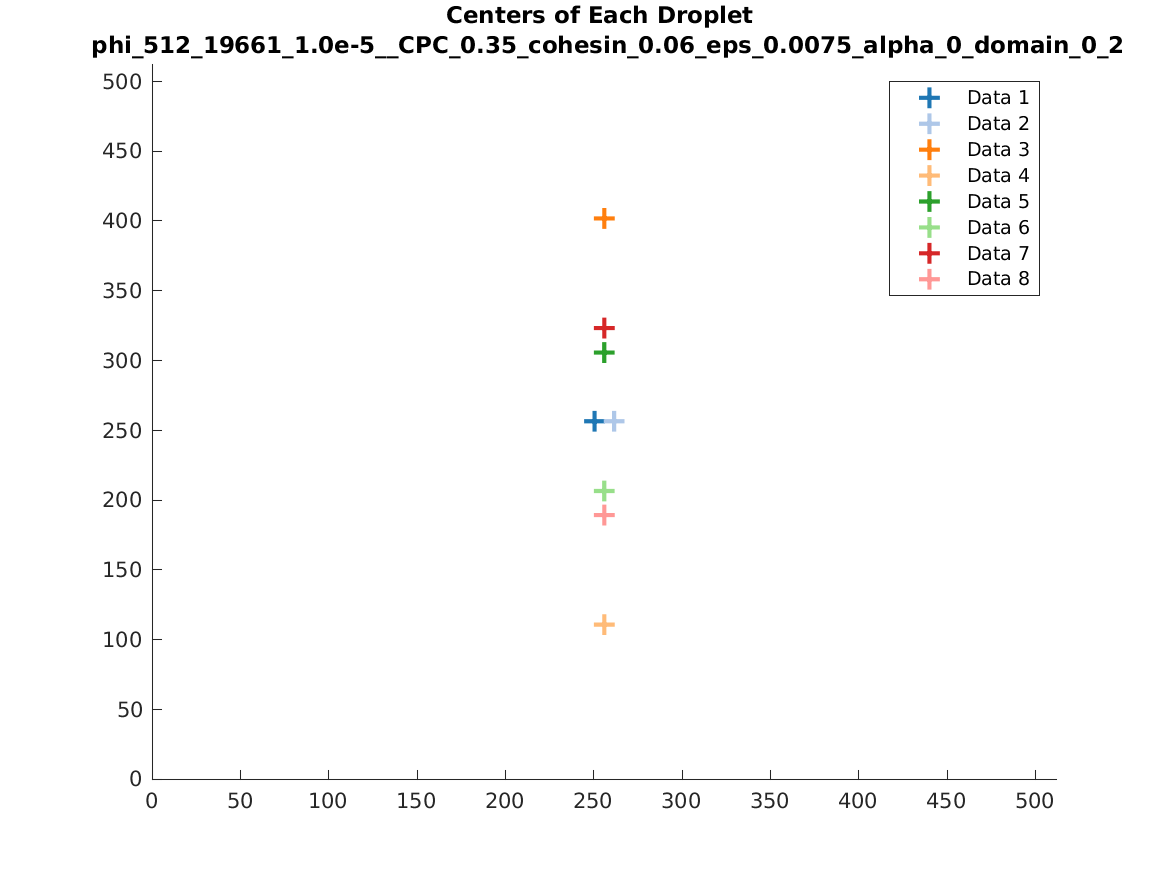 Centers of Each Droplet
phi_512_19661_1.0e-5__CPC_0.35_cohesin_0.06_eps_0.0075_alpha_0_domain_0_2
500
450
400
350
300
250
200
150
100
50
0
0 50 100 150 200 250 300 350 400 450 500
Data 1
Data 2
Data 3
Data 4
Data 5
Data 6
Data 7
Data 8